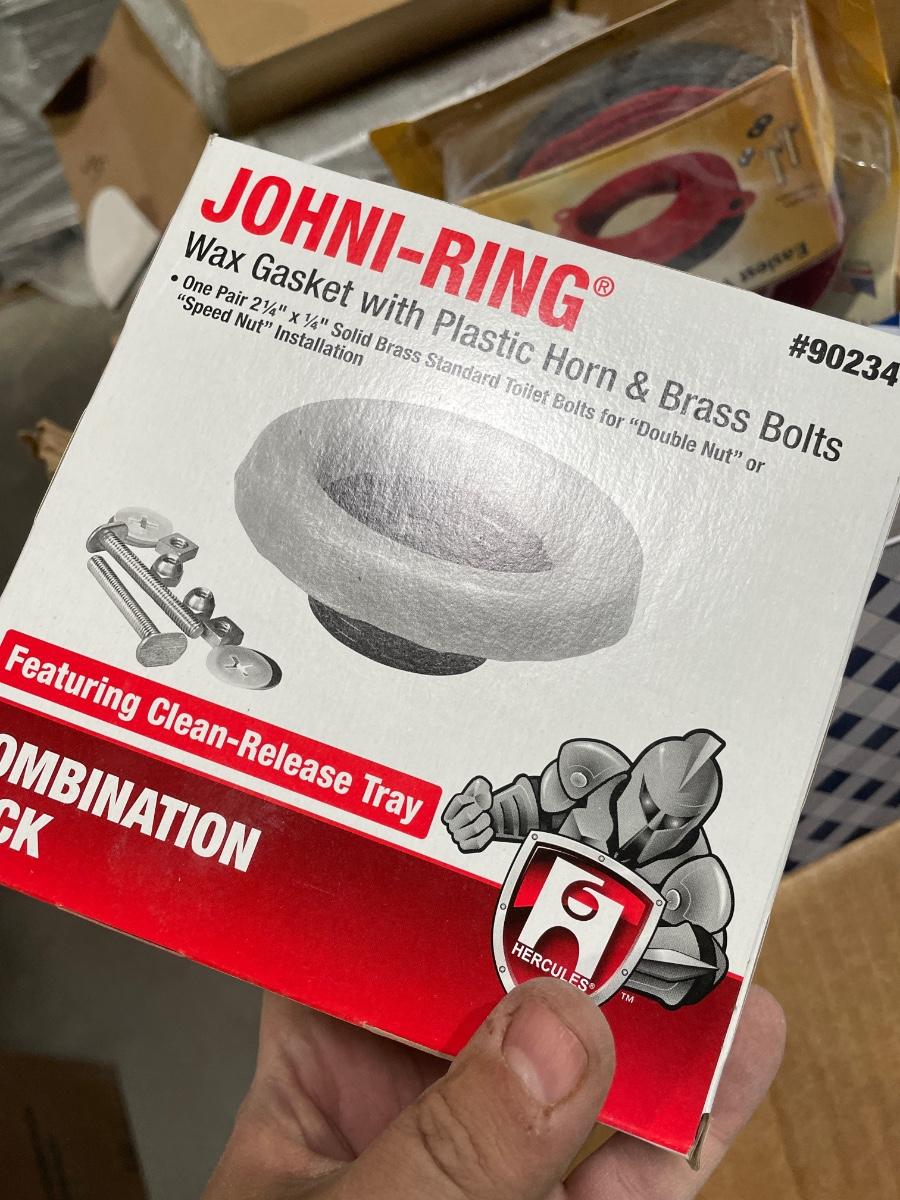 JOHNI-RING®
Wax Gasket with Plastic Horn & Brass Bolts
• One Pair 2¼" x ¼" Solid Brass Standard Toilet Bolts for “Double Nut” or
“Speed Nut” Installation
#90234
Featuring Clean-Release Tray
OMBINATION
CK
HERCULES®
TM
Easiest